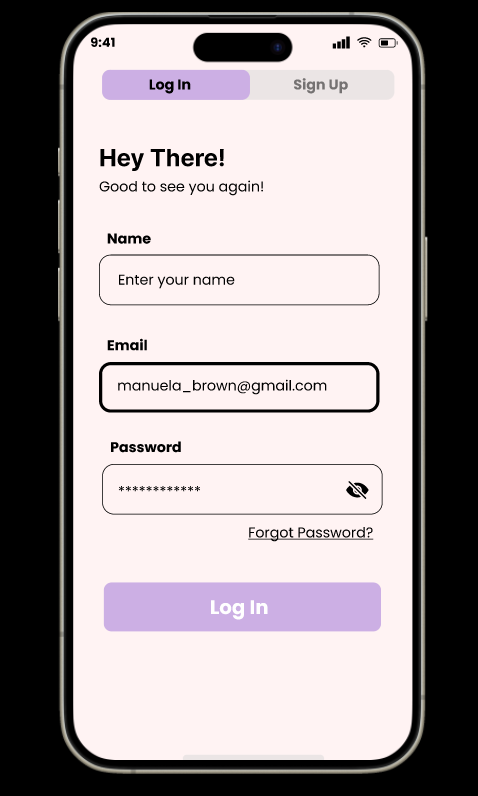 9:41
Log In Sign Up
Hey There!
Good to see you again!
Name
Enter your name
Email
manuela_brown@gmail.com
Password
************
Forgot Password?
Log In